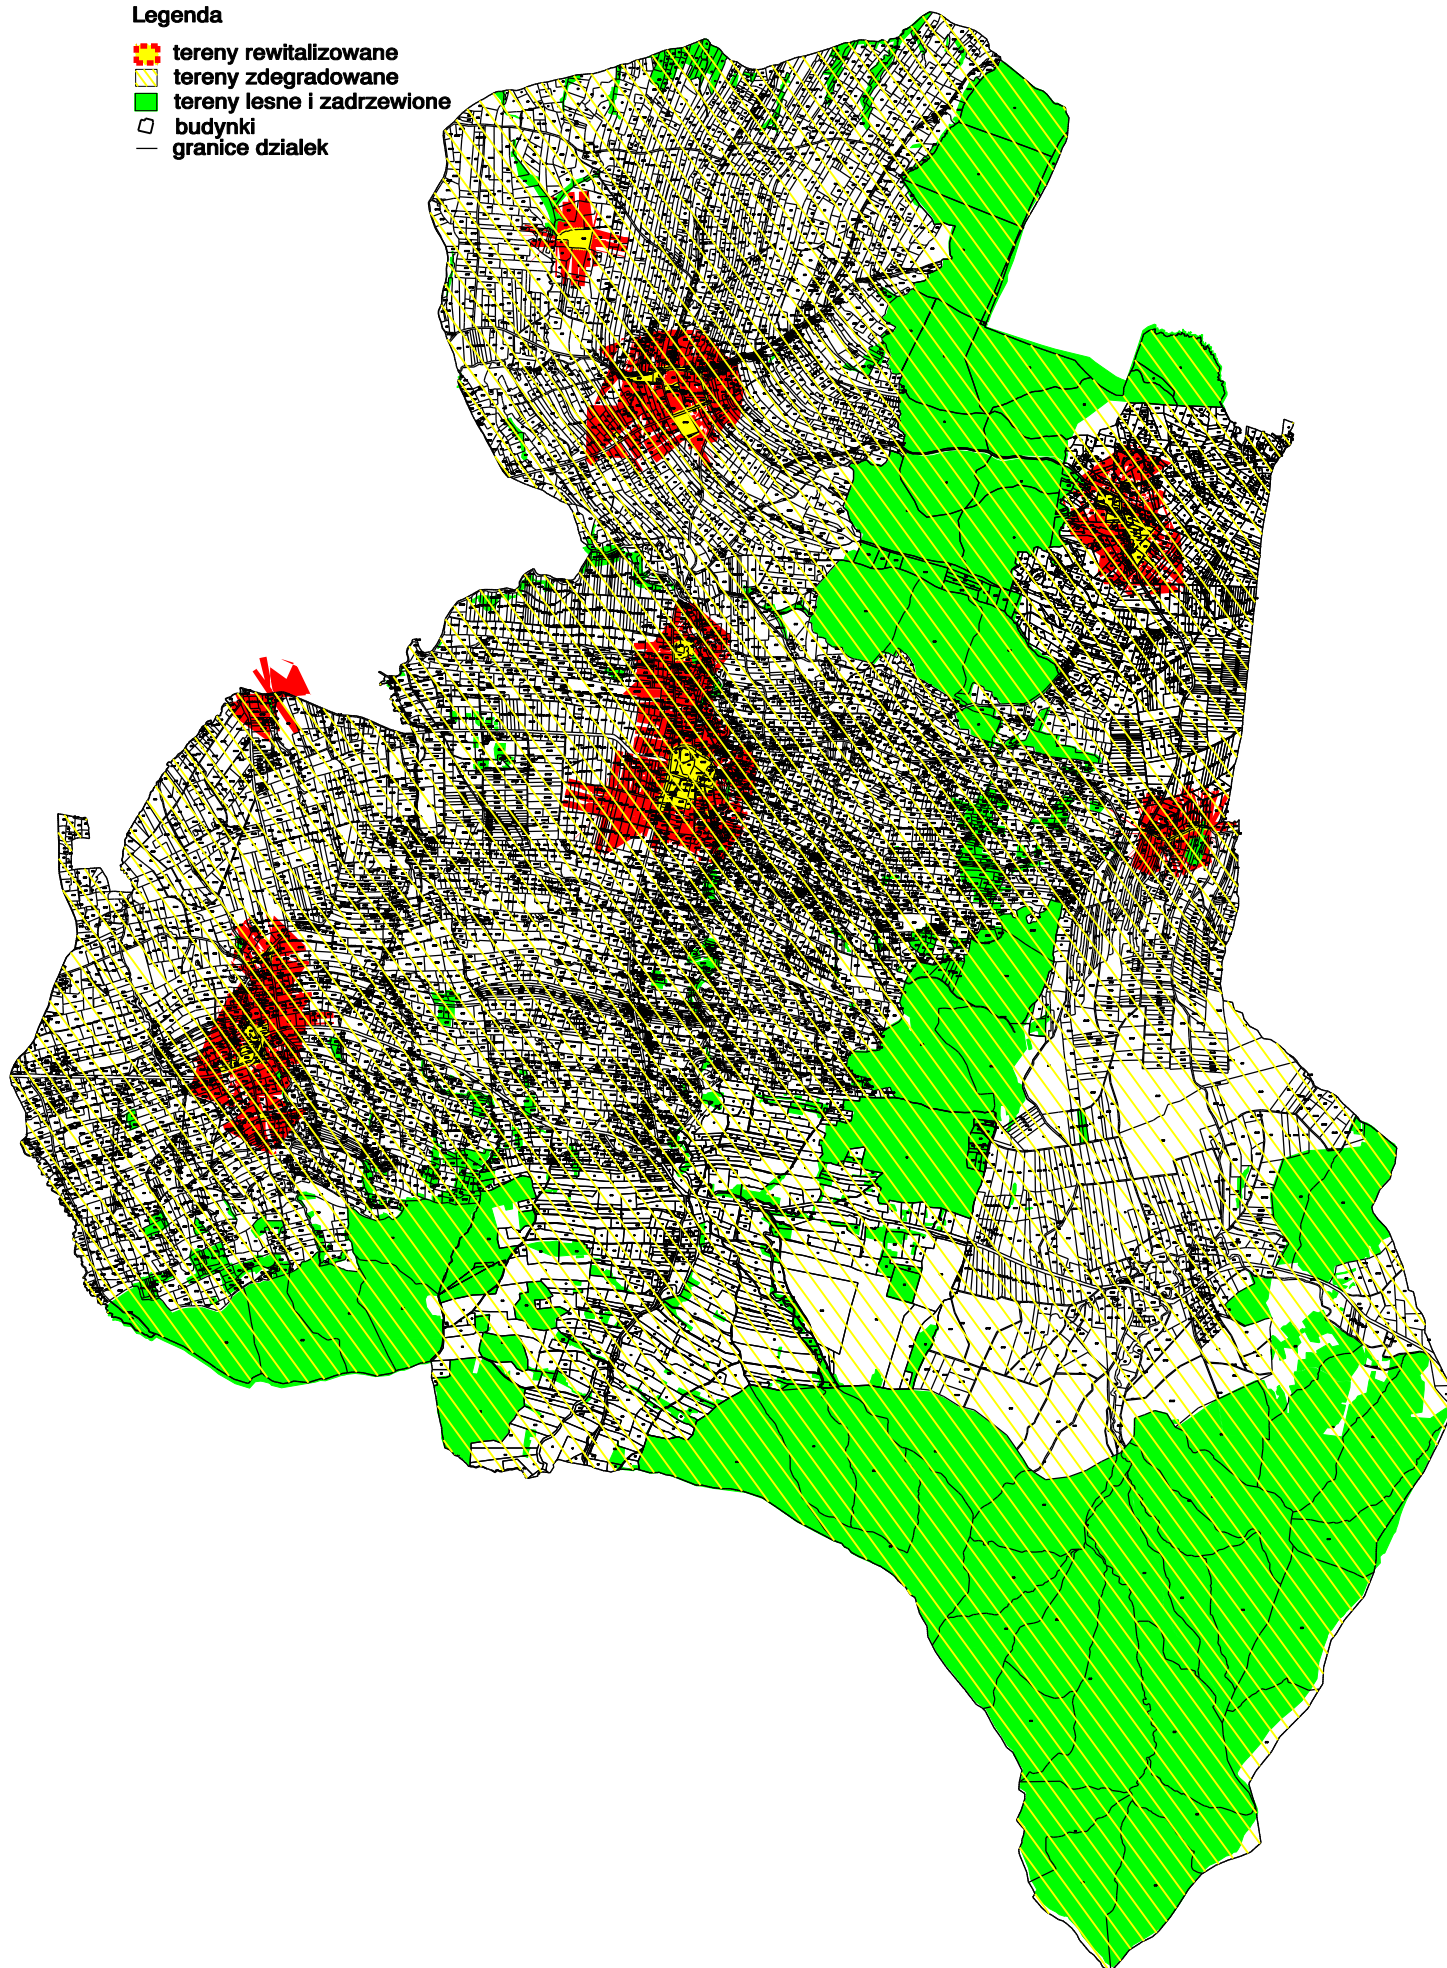 Legenda
tereny rewitalizowane
tereny zdegradowane
tereny lesne i zadrzewione
budynki
granice dzialek